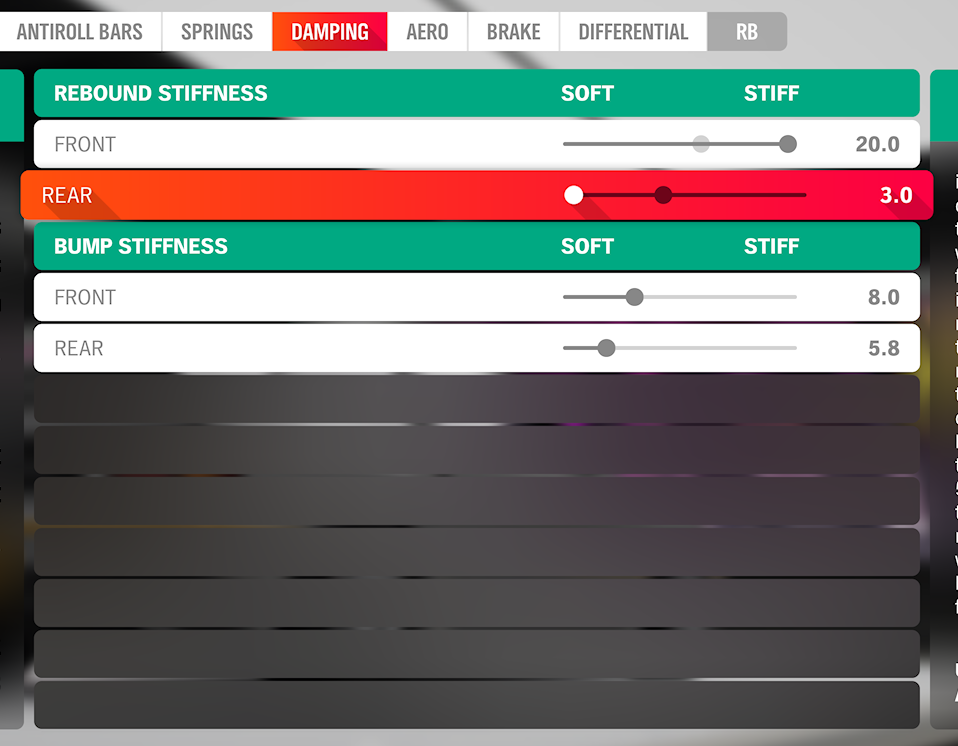 ANTIROLL BARS SPRINGS DAMPING AERO BRAKE DIFFERENTIAL RB
REBOUND STIFFNESS SOFT STIFF
FRONT 20.0
REAR 3.0
BUMP STIFFNESS SOFT STIFF
FRONT 8.0
REAR 5.8